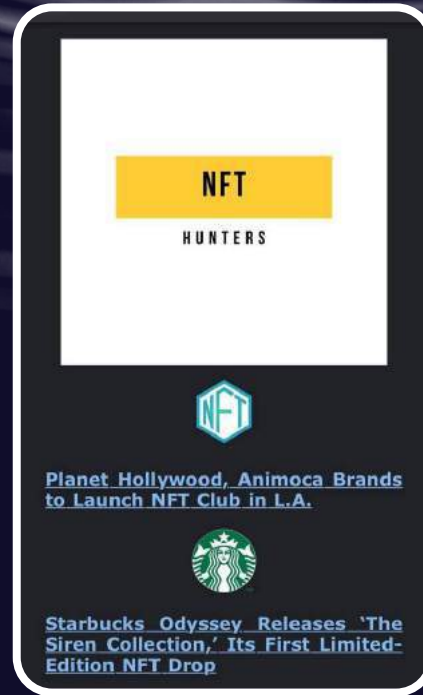 NFT
HUNTERS
NFT
Planet Hollywood, Animoca Brands
to Launch NFT Club in L.A.
Starbucks Odyssey Releases ‘The
Siren Collection,’ Its First Limited-
Edition NFT Drop